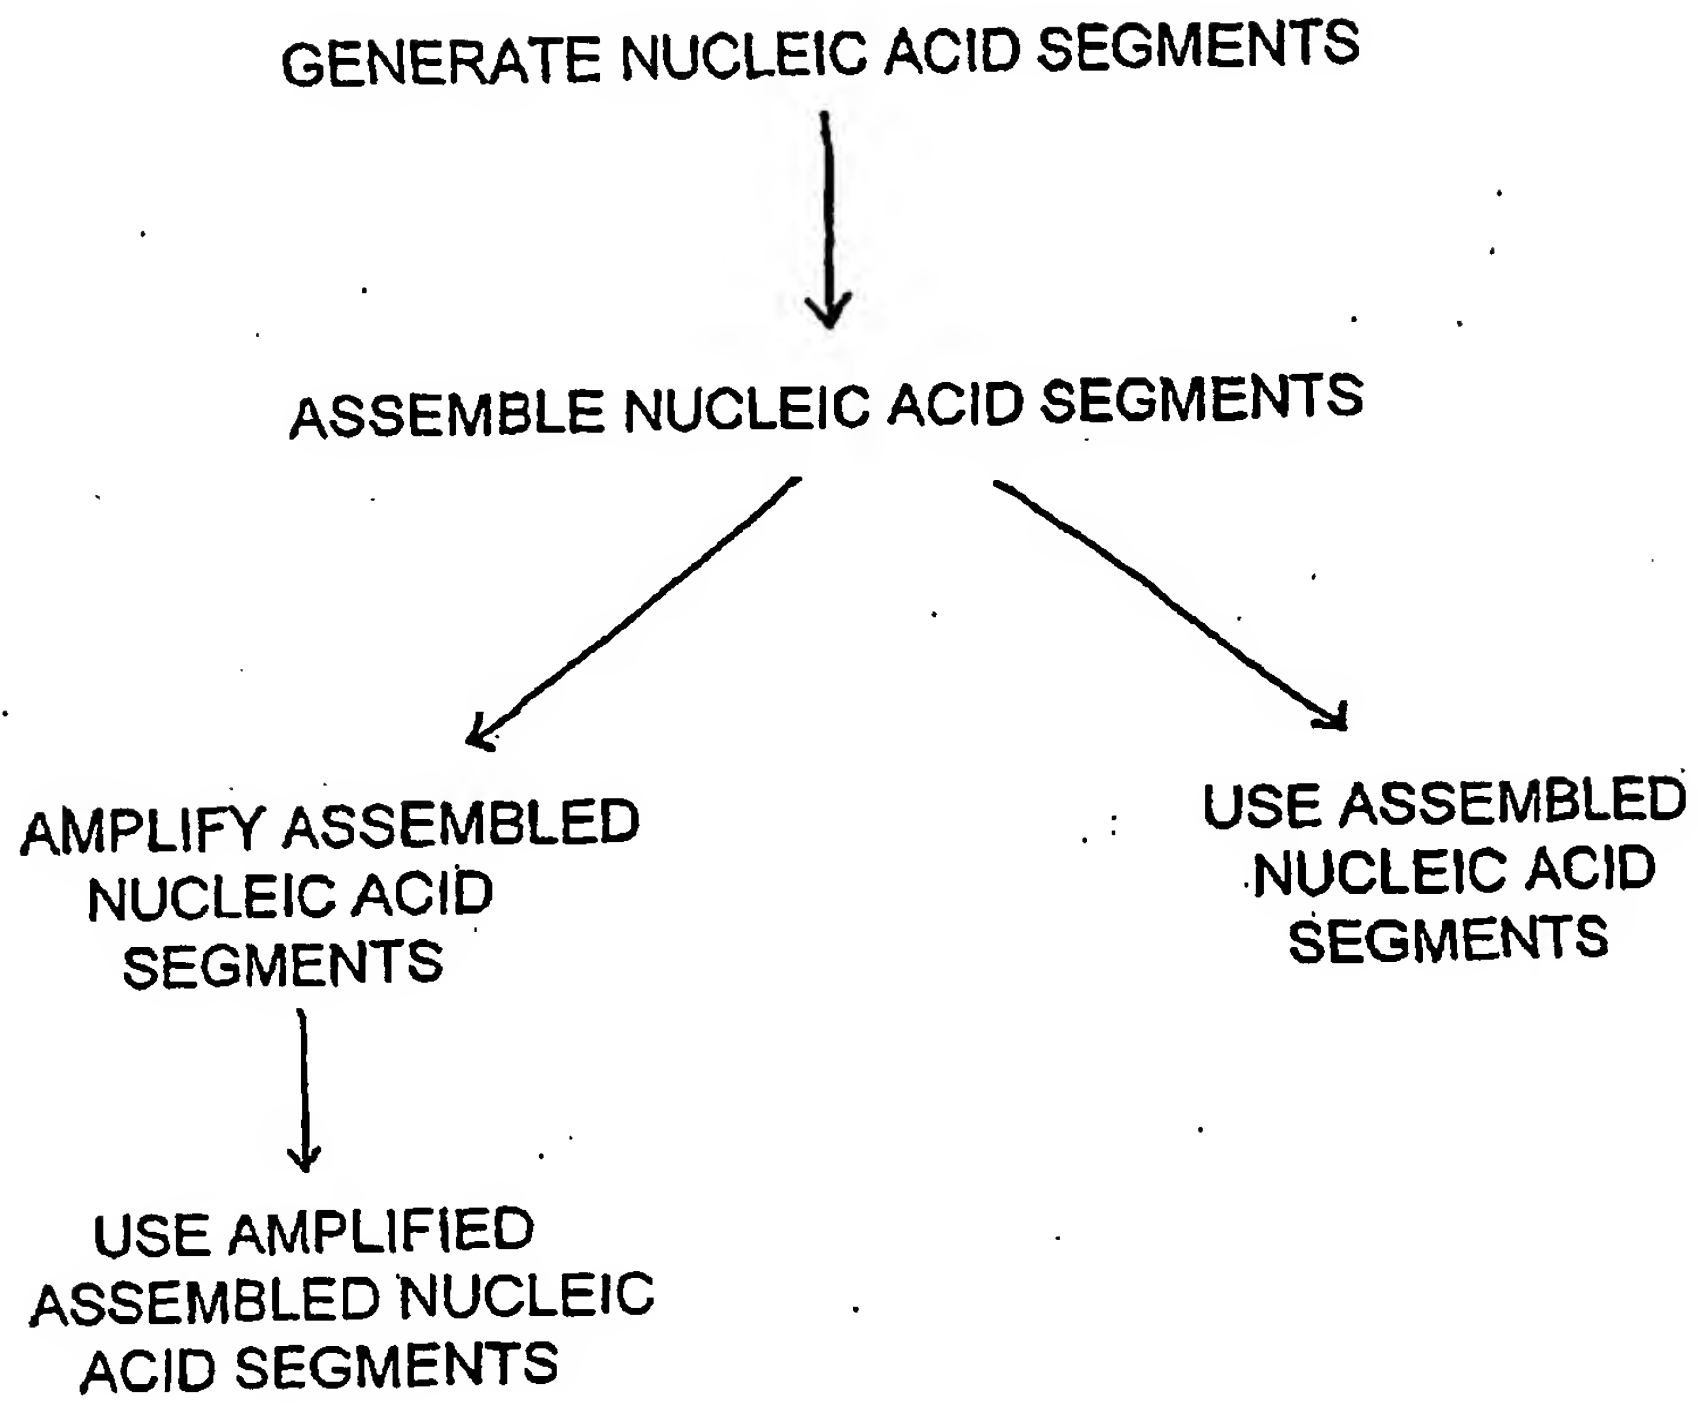 GENERATE NUCLEIC ACID SEGMENTS
ASSEMBLE NUCLEIC ACID SEGMENTS
AMPLIFY ASSEMBLED
NUCLEIC ACID
SEGMENTS
USE ASSEMBLED
NUCLEIC ACID
SEGMENTS
USE AMPLIFIED
ASSEMBLED NUCLEIC
ACID SEGMENTS